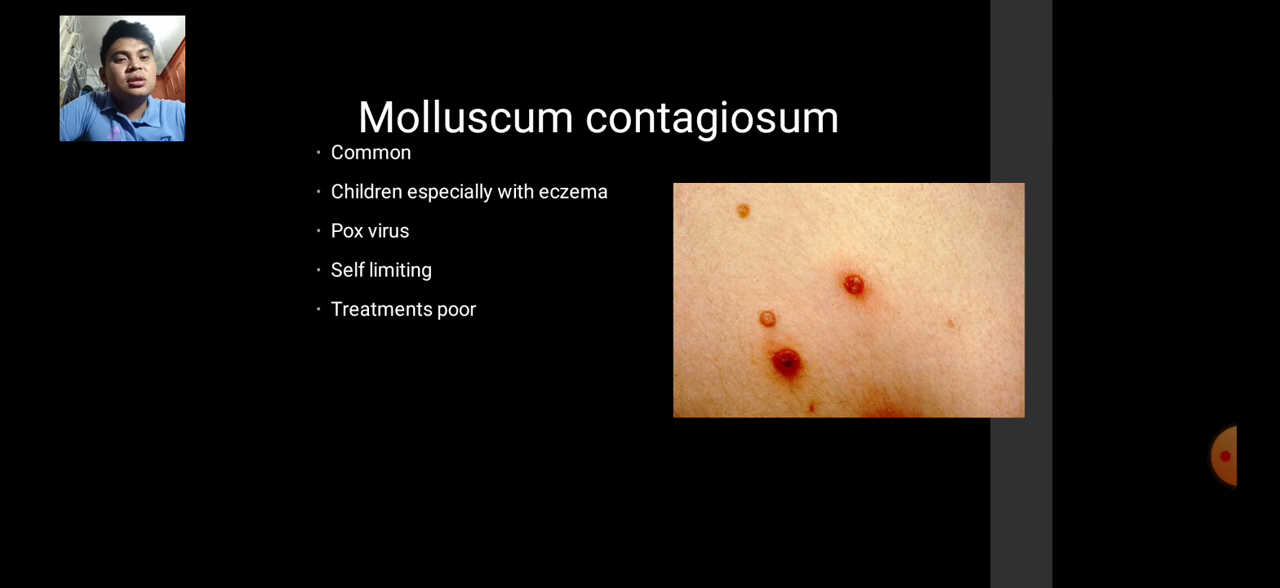 Molluscum contagiosum
Common
Children especially with eczema
Pox virus
Self limiting
Treatments poor